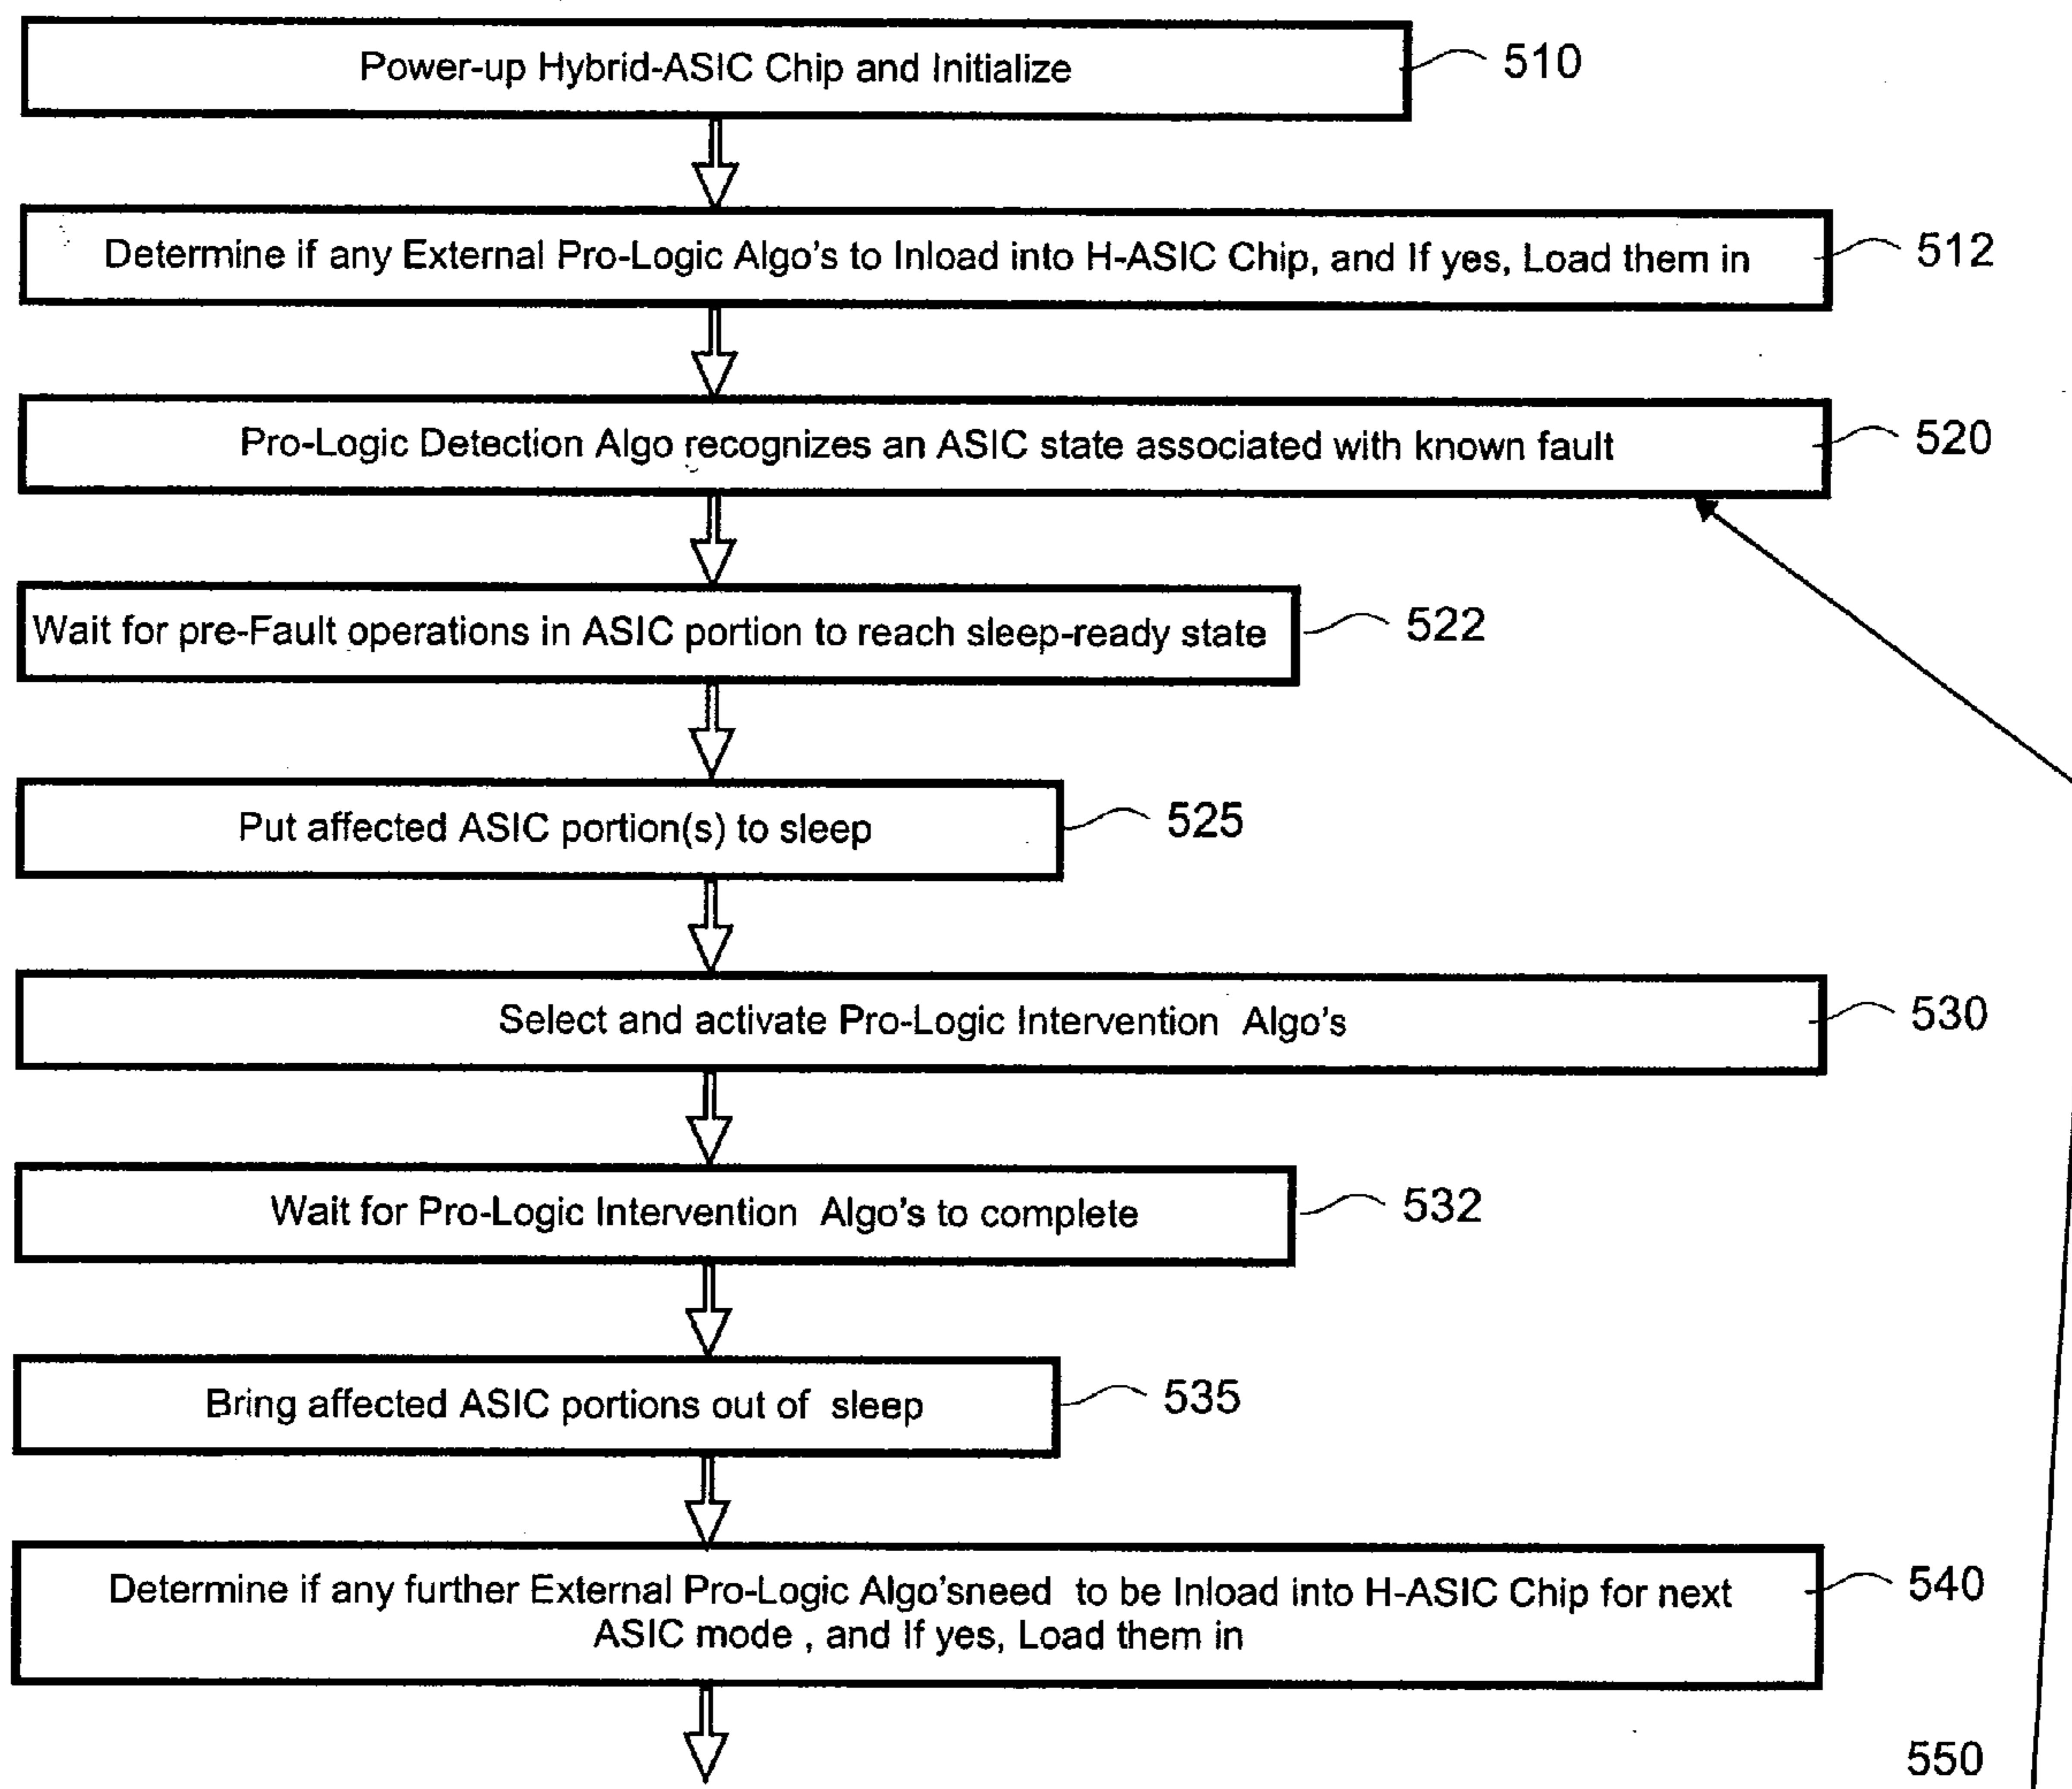 Power-up Hybrid-ASIC Chip and Initialize
510
Determine if any External Pro-Logic Algo's to Inload into H-ASIC Chip, and If yes, Load them in
512
Pro-Logic Detection Algo recognizes an ASIC state associated with known fault
520
Wait for pre-Fault operations in ASIC portion to reach sleep-ready state
522
Put affected ASIC portion(s) to sleep
525
Select and activate Pro-Logic Intervention Algo's
530
Wait for Pro-Logic Intervention Algo's to complete
532
Bring affected ASIC portions out of sleep
535
Determine if any further External Pro-Logic Algo'sneed to be Inload into H-ASIC Chip for next
ASIC mode , and If yes, Load them in
540
550